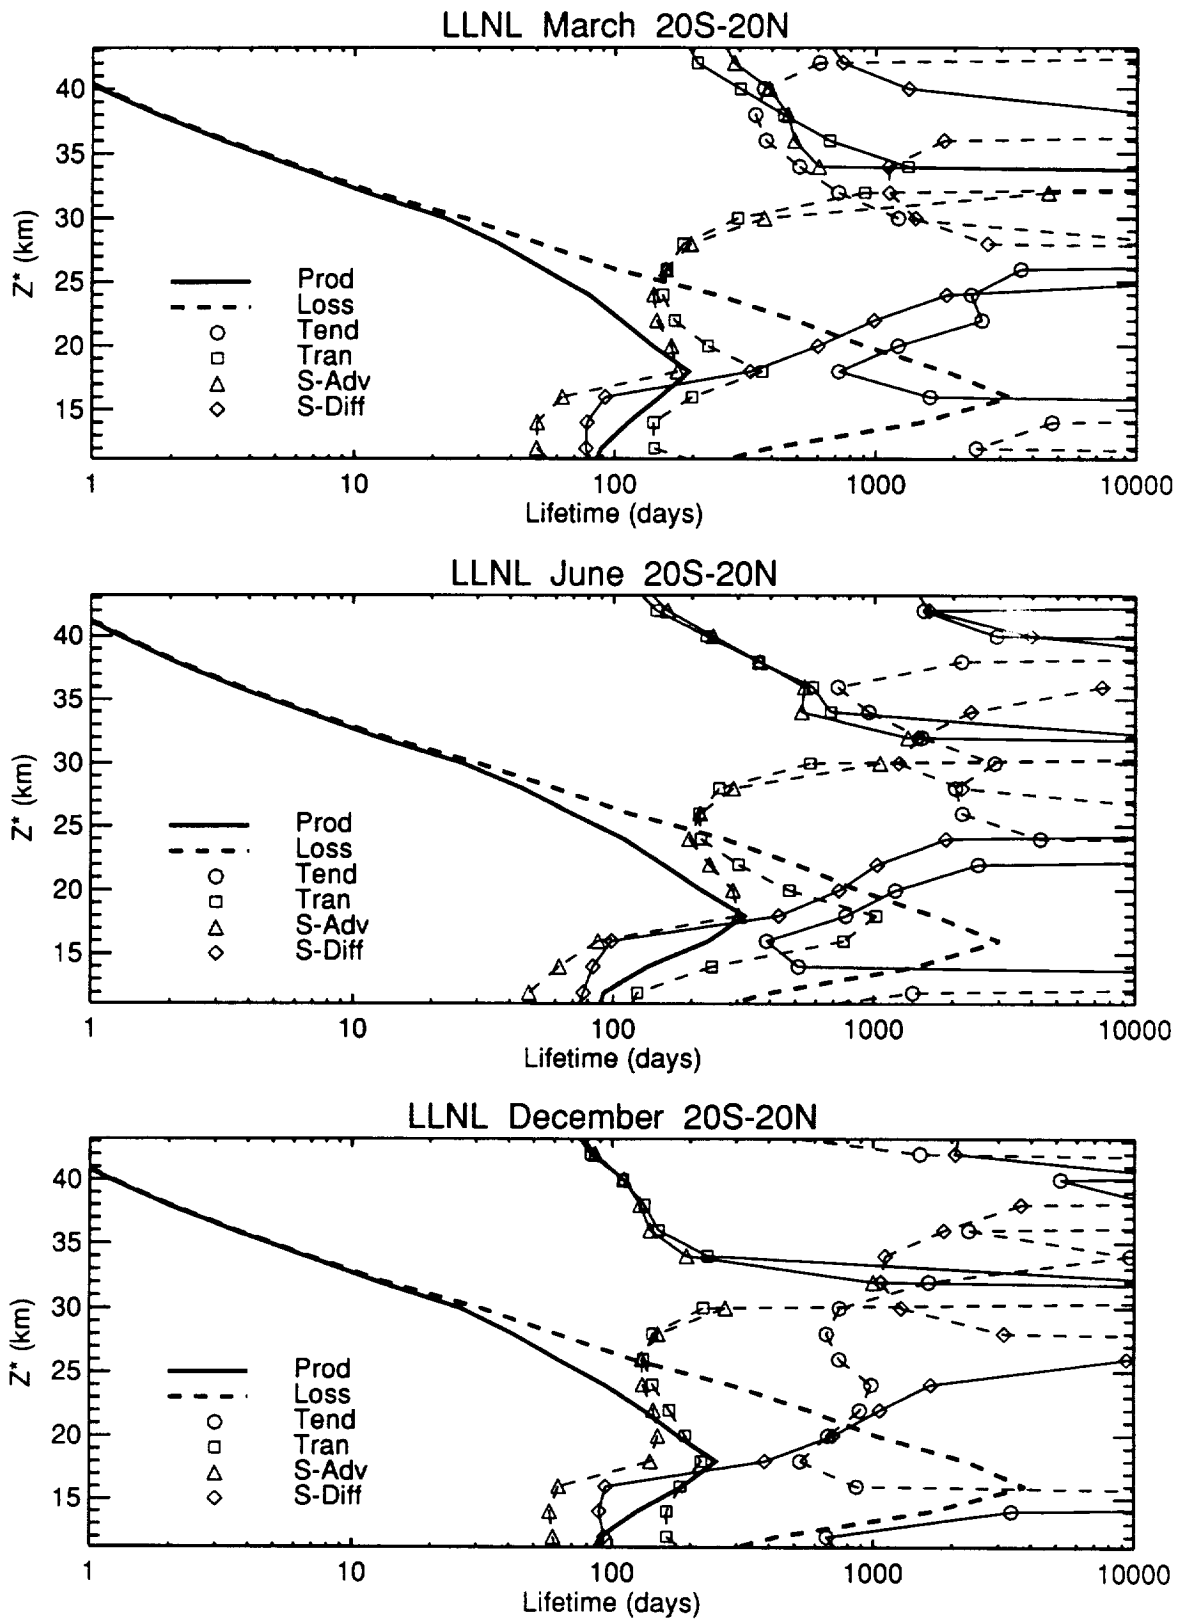 LLNL March 20S-20N
40
35
30
25
20
15
Z* (km)
Prod
Loss
Tend
Tran
S-Adv
S-Diff
1 10 100 1000 10000
Lifetime (days)
LLNL June 20S-20N
40
35
30
25
20
15
Z* (km)
Prod
Loss
Tend
Tran
S-Adv
S-Diff
1 10 100 1000 10000
Lifetime (days)
LLNL December 20S-20N
40
35
30
25
20
15
Z* (km)
Prod
Loss
Tend
Tran
S-Adv
S-Diff
1 10 100 1000 10000
Lifetime (days)